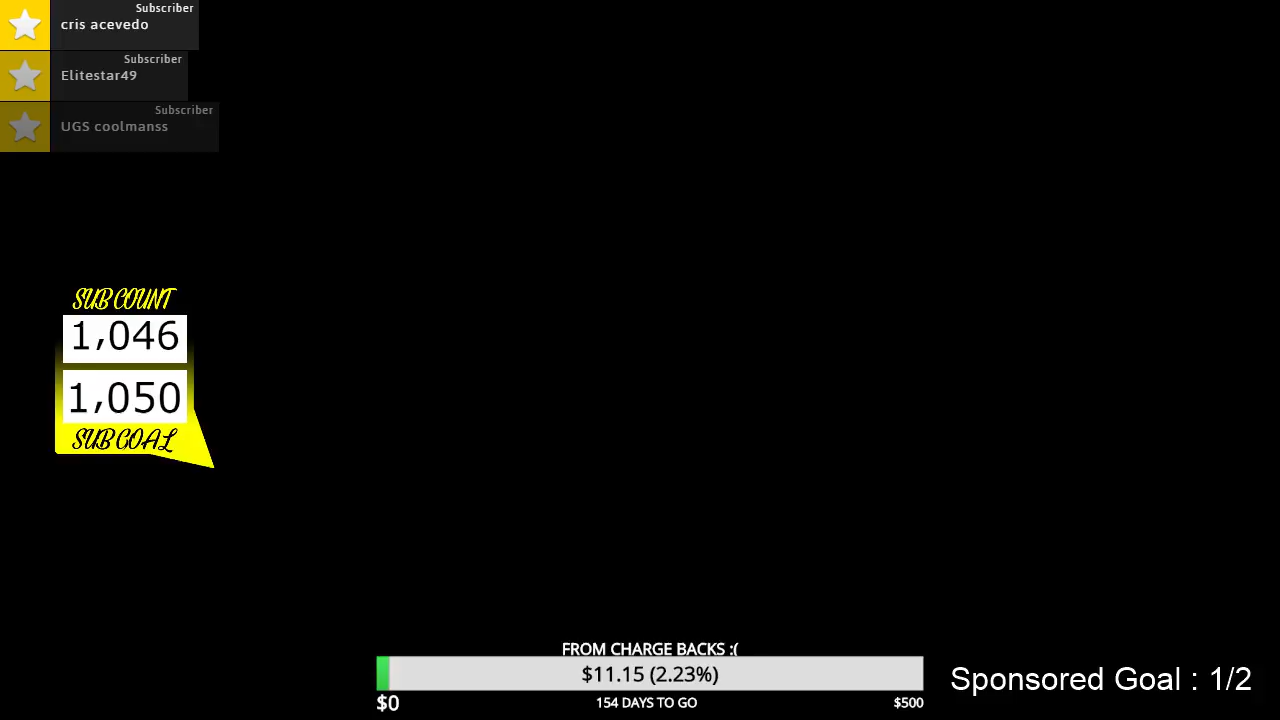 Subscriber
cris acevedo
Subscriber
Elitestar49
Subscriber
UGS coolmanss
SUB COUNT
1,046
1,050
SUB GOAL
FROM CHARGE BACKS :(
$11.15 (2.23%)
$0
154 DAYS TO GO
$500
Sponsored Goal : 1/2